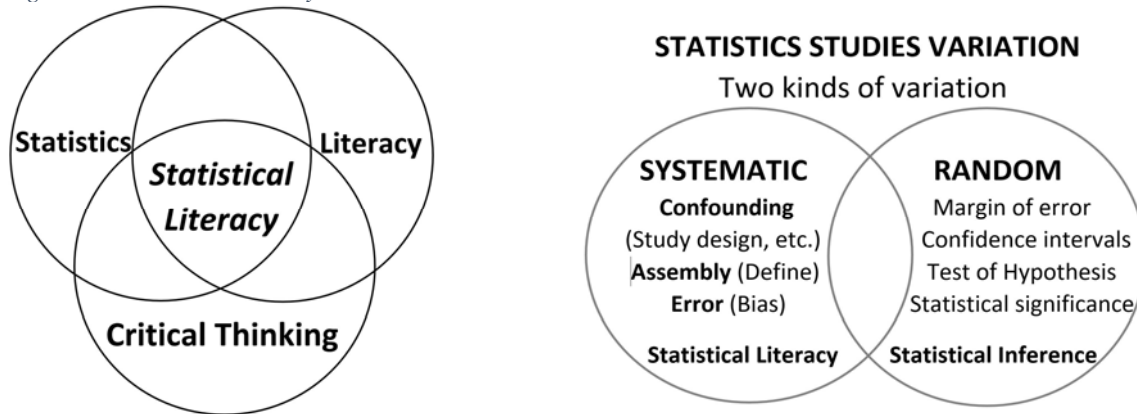 Statistics
Literacy
Statistical
Literacy
Critical Thinking
STATISTICS STUDIES VARIATION
Two kinds of variation
SYSTEMATIC
Confounding
(Study design, etc.)
Assembly (Define)
Error (Bias)
Statistical Literacy
RANDOM
Margin of error
Confidence intervals
Test of Hypothesis
Statistical significance
Statistical Inference